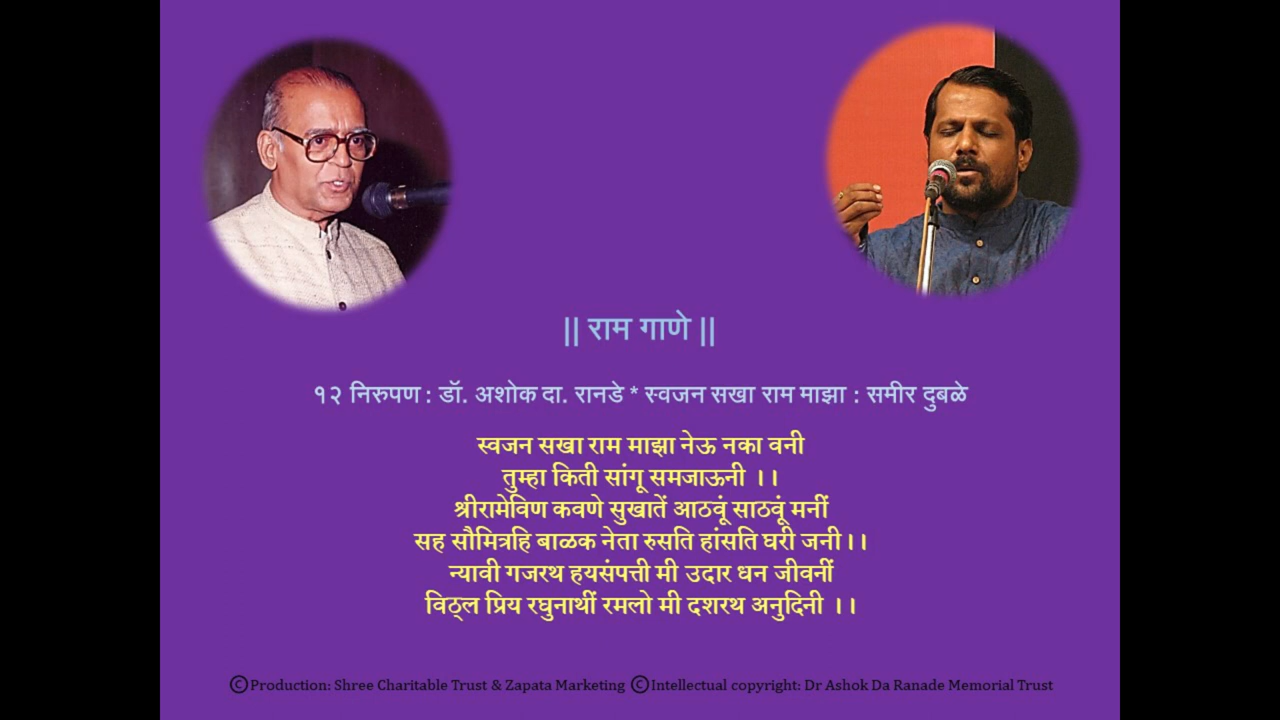 || राम गाणे ||
१२ निरुपण : डॉ. अशोक दा. रानडे * स्वजन सखा राम माझा : समीर दुबळे
स्वजन सखा राम माझा नेऊ नका वनी
तुम्हा किती सांगू समजाऊनी ।।
श्रीरामेविण कवणे सुखातें आठवूं साठवूं मनीं
सह सौमित्रहि बाळक नेता रुसति हांसति घरी जनी।।
न्यावी गजरथ हयसंपत्ती मी उदार धन जीवनीं
विठ्ल प्रिय रघुनाथीं रमलो मी दशरथ अनुदिनी ।।
©Production: Shree Charitable Trust & Zapata Marketing ©Intellectual copyright: Dr Ashok Da Ranade Memorial Trust